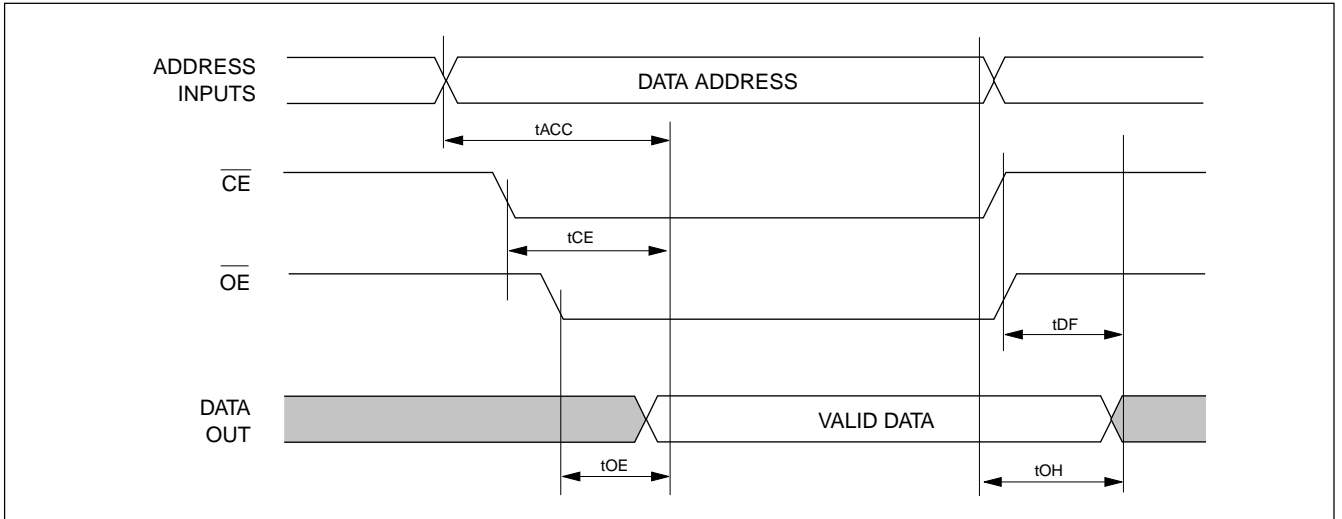 ADDRESS
INPUTS
DATA ADDRESS
tACC
CE
tCE
OE
tDF
DATA
OUT
VALID DATA
tOE
tOH